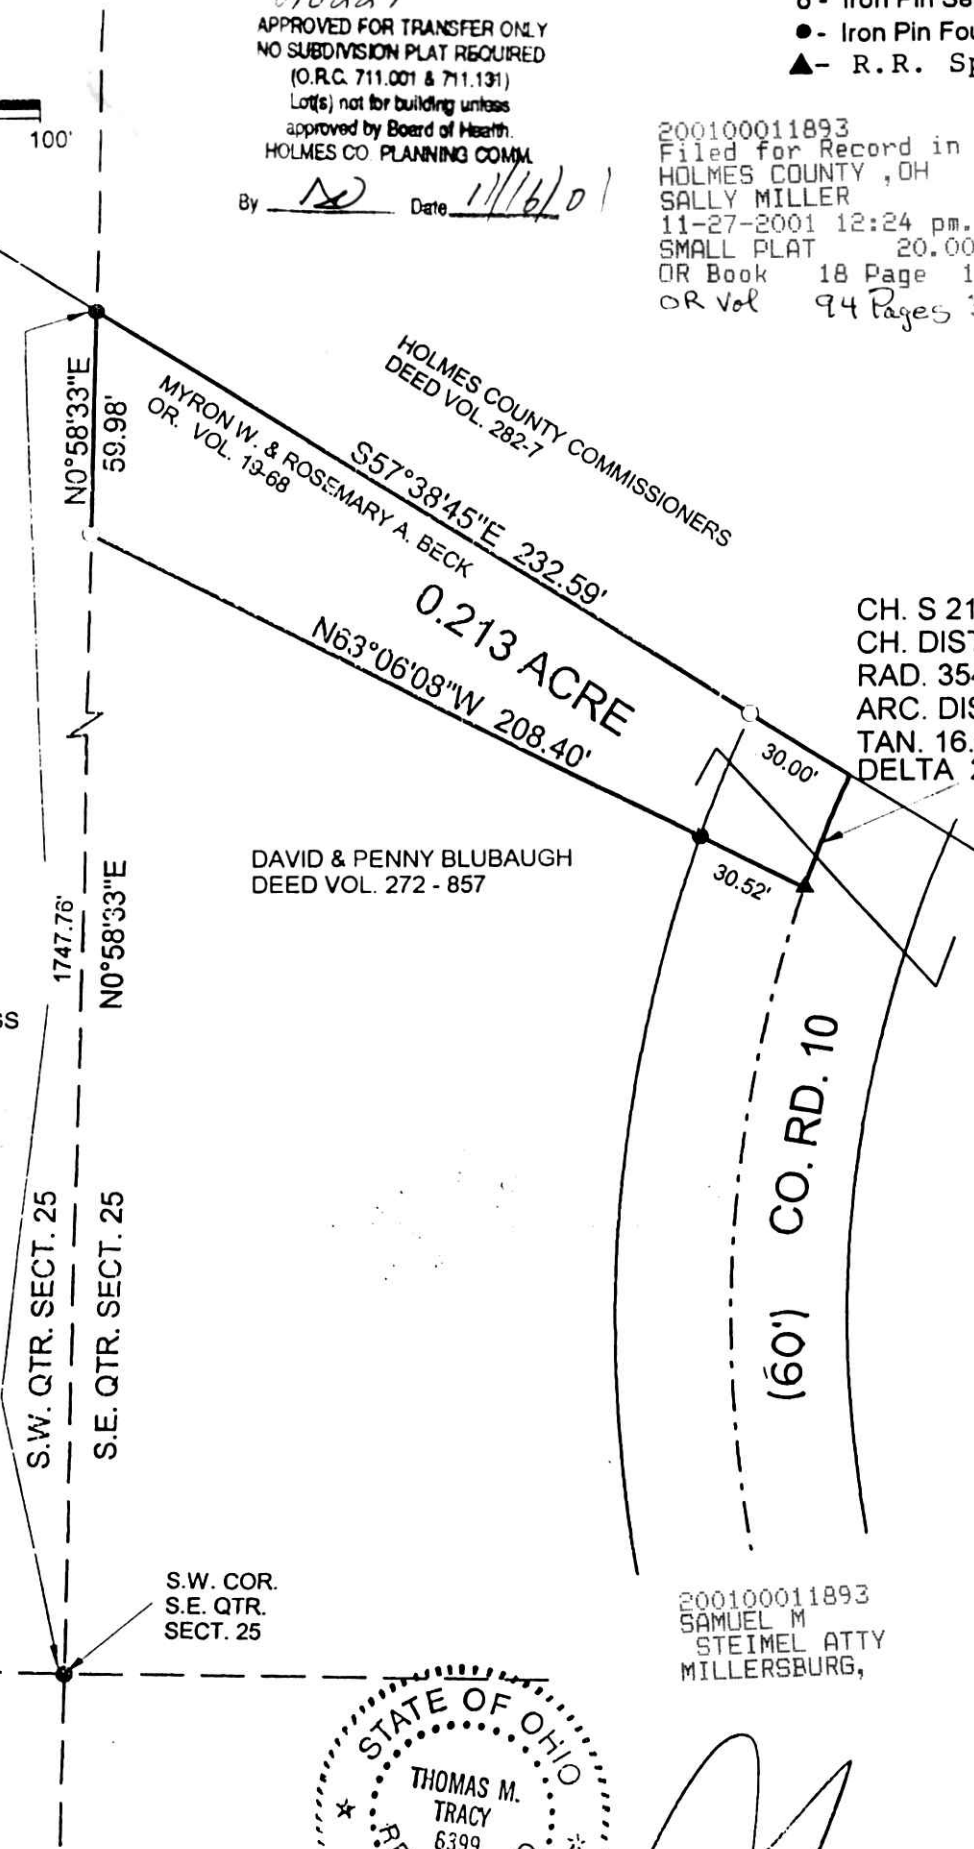 APPROVED FOR TRANSFER ONLY
NO SUBDIVISION PLAT REQUIRED
(O.R.C. 711.001 & 711.131)
Lot(s) not for building unless
approved by Board of Health.
HOLMES CO. PLANNING COMM.
By Date 11/16/01
Iron Pin
● - Iron Pin
▲- R.R.
100'
200100011893
Filed for Record in
HOLMES COUNTY ,OH
SALLY MILLER
11-27-2001 12:24 pm.
SMALL PLAT 20.00
OR Book 18 Page
OR Vol 94 Pages
HOLMES COUNTY COMMISSIONERS
DEED VOL. 282-7
N0°58'33"E
59.98'
MYRON W. & ROSEMARY A. BECK
OR. VOL. 19-68
S57°38'45"E 232.59'
0.213 ACRE
N63°06'08"W 208.40'
CH. S 21
CH. DIS
RAD. 354
ARC. DIS
TAN. 16.
DELTA
30.00'
30.52'
DAVID & PENNY BLUBAUGH
DEED VOL. 272 - 857
1747.76'
N0°58'33"E
SS
CO. RD. 10
(60')
S.W. QTR. SECT. 25
S.E. QTR. SECT. 25
S.W. COR.
S.E. QTR.
SECT. 25
200100011893
SAMUEL M
STEIMEL ATTY
MILLERSBURG,
STATE OF OHIO
THOMAS M.
TRACY
6399